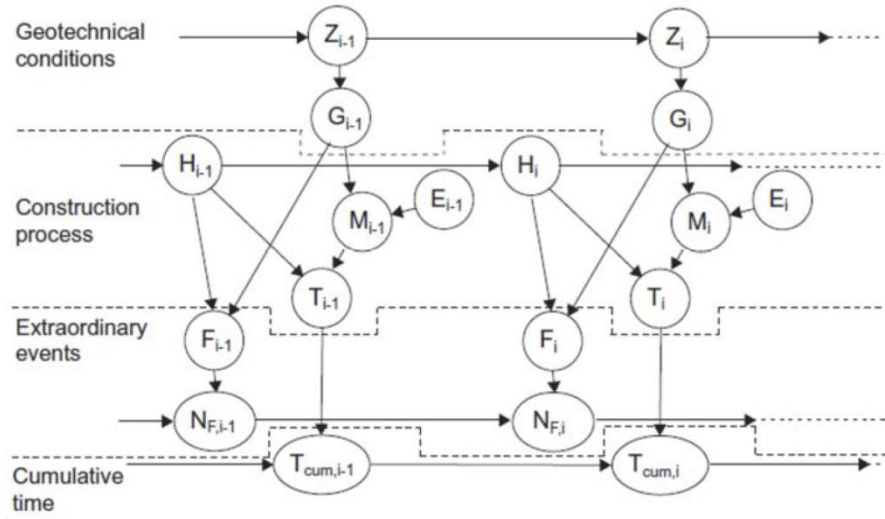 Geotechnical
conditions
Z_{i-1}
Z_i
G_{i-1}
G_i
Construction
process
H_{i-1}
H_i
M_{i-1}
E_{i-1}
M_i
E_i
T_{i-1}
T_i
Extraordinary
events
F_{i-1}
F_i
N_{F,i-1}
N_{F,i}
Cumulative
time
T_{cum,i-1}
T_{cum,i}